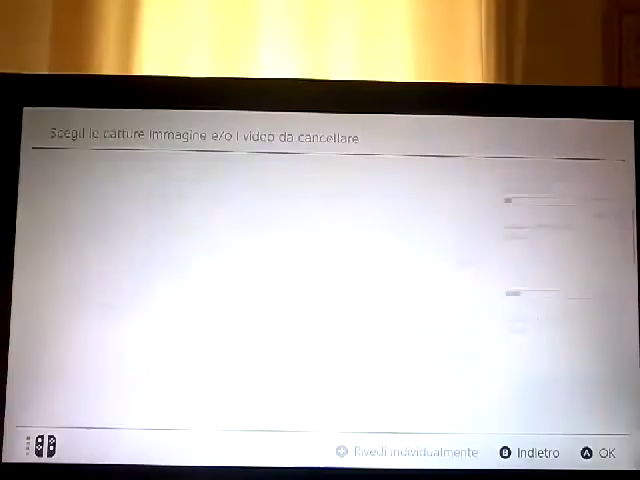 Scegli le catture immagine e/o i video da cancellare
Rivedi individualmente
B Indietro
A OK